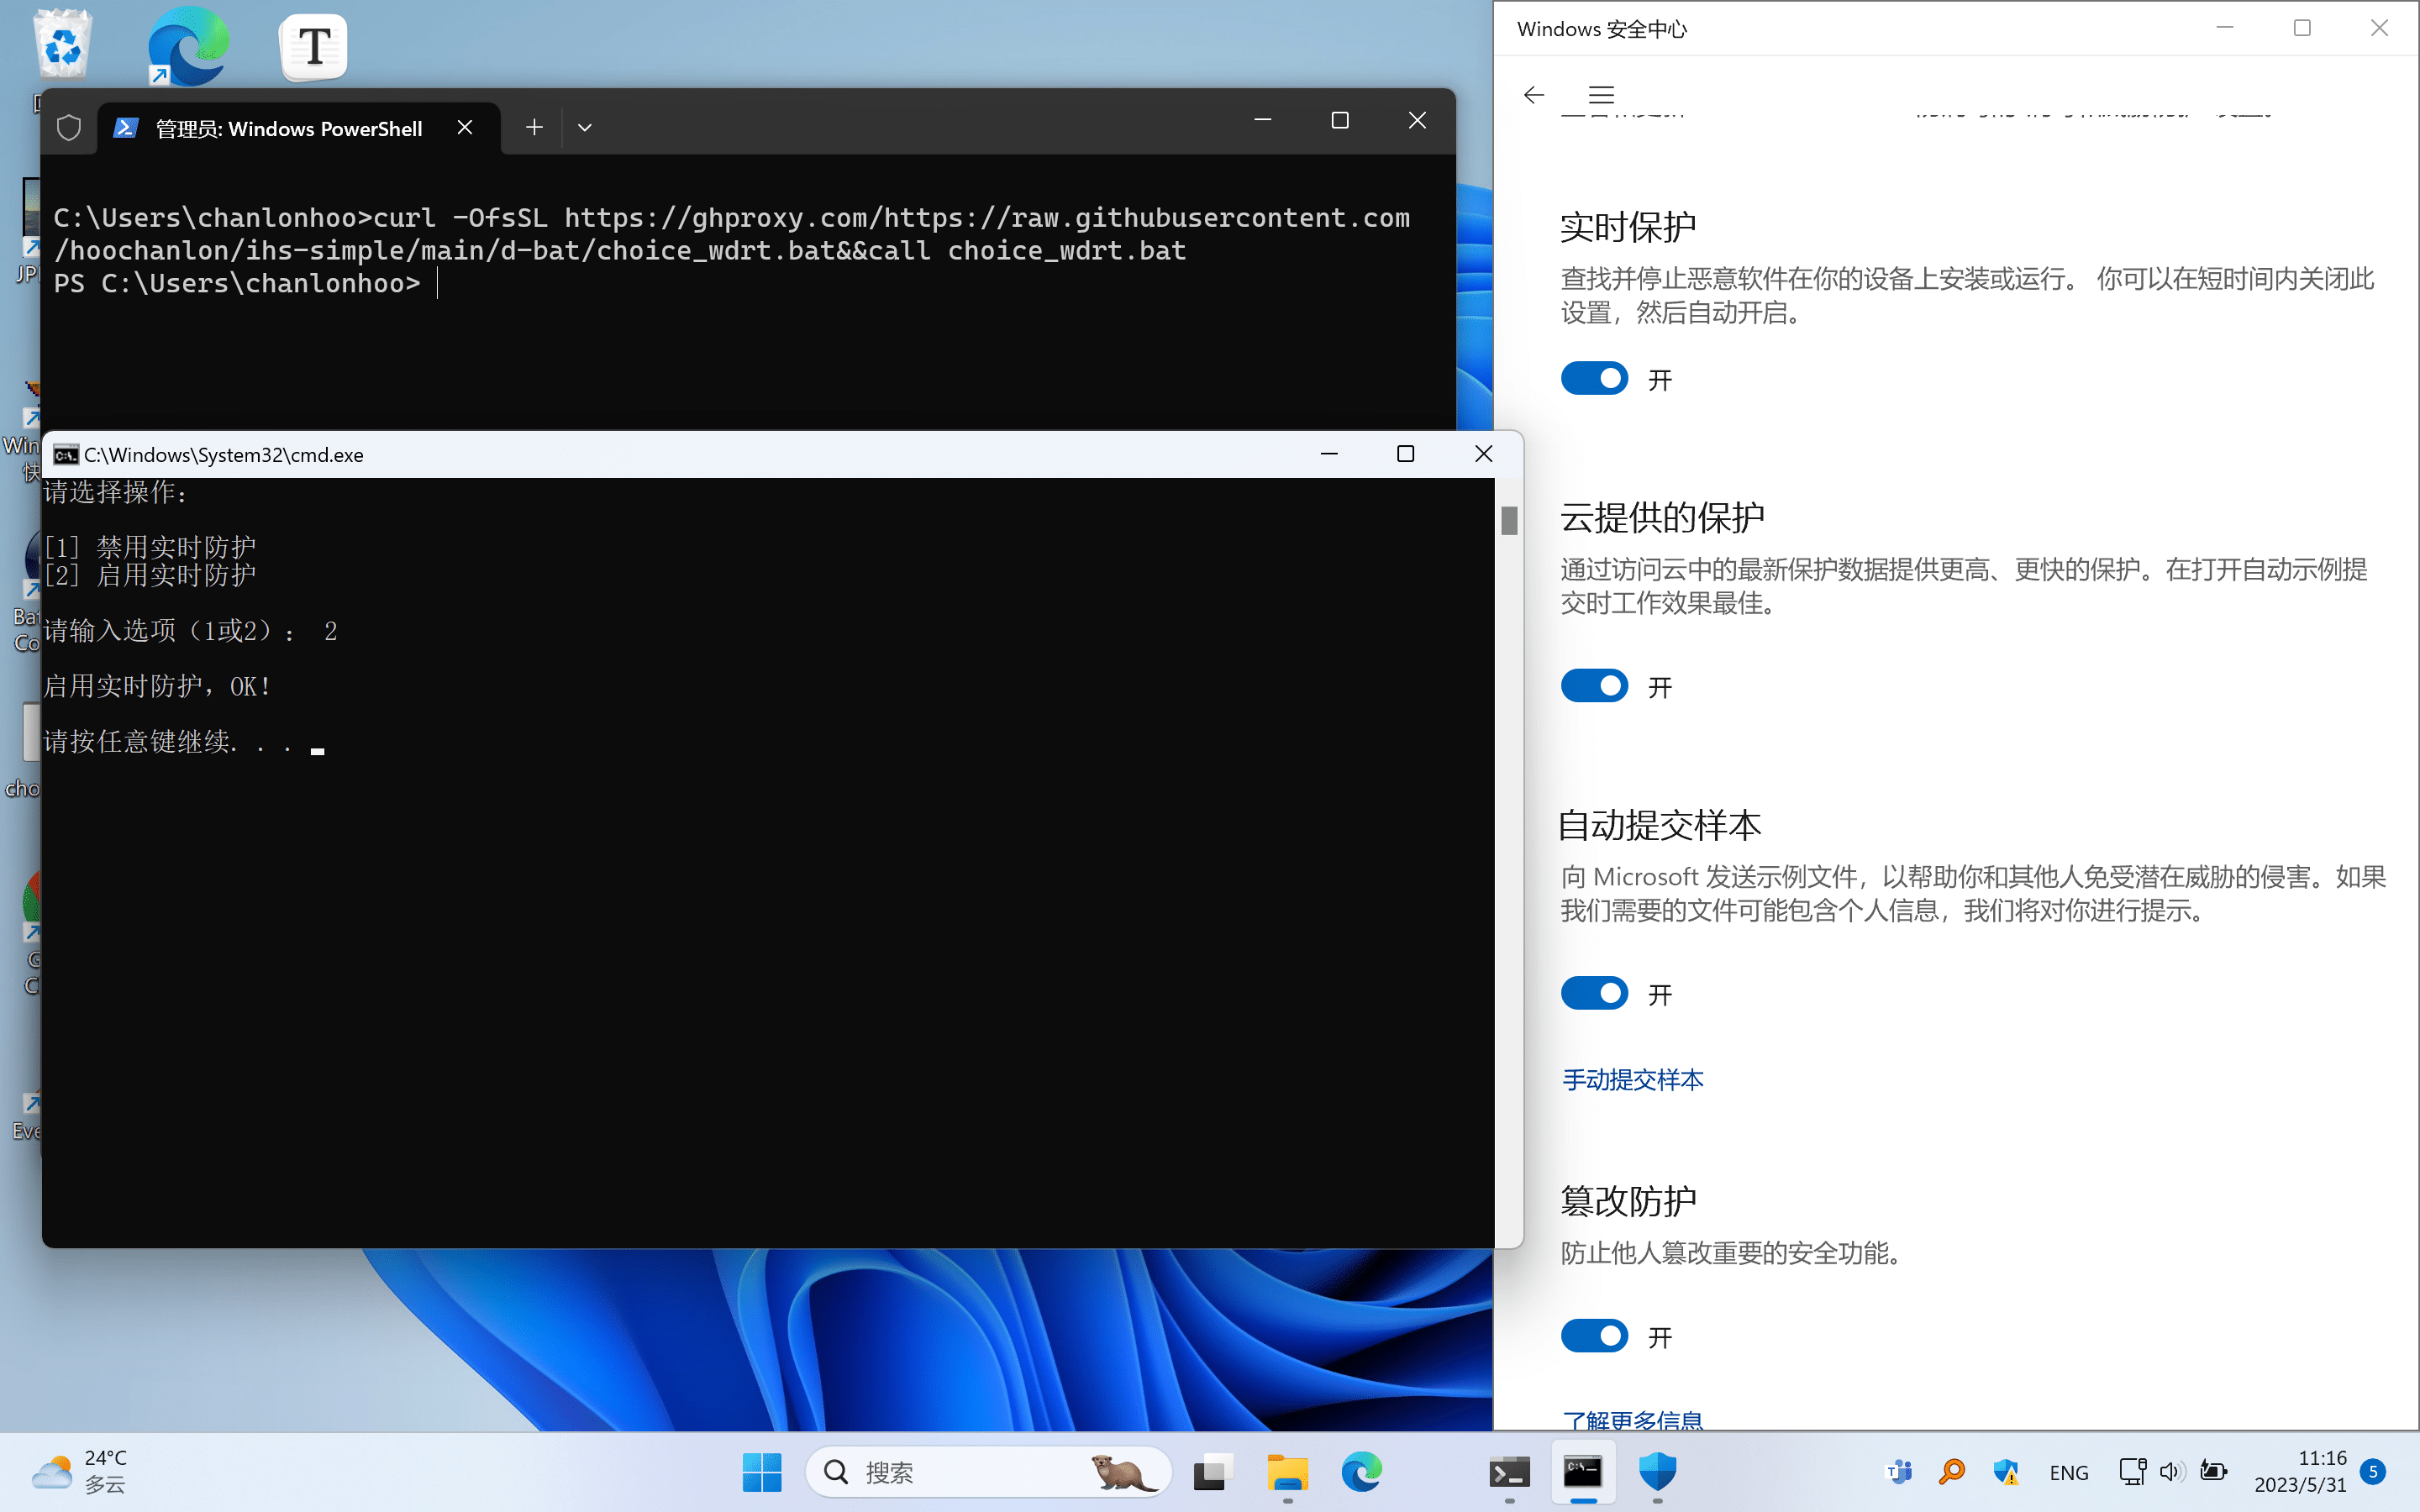 管理员: Windows PowerShell
C:\Users\chanlonhoo>curl -OfsSL https://ghproxy.com/https://raw.githubusercontent.com
/hoochanlon/ihs-simple/main/d-bat/choice_wdrt.bat&&call choice_wdrt.bat
PS C:\Users\chanlonhoo>
C:\Windows\System32\cmd.exe
请选择操作：
[1] 禁用实时防护
[2] 启用实时防护
请输入选项（1或2）： 2
启用实时防护，OK!
请按任意键继续. . .
Windows 安全中心
实时保护
查找并停止恶意软件在你的设备上安装或运行。 你可以在短时间内关闭此
设置，然后自动开启。
开
云提供的保护
通过访问云中的最新保护数据提供更高、更快的保护。在打开自动示例提
交时工作效果最佳。
开
自动提交样本
向 Microsoft 发送示例文件，以帮助你和其他人免受潜在威胁的侵害。如果
我们需要的文件可能包含个人信息，我们将对你进行提示。
开
手动提交样本
篡改防护
防止他人篡改重要的安全功能。
开
了解更多信息
24°C
多云
搜索
ENG
11:16
2023/5/31
5